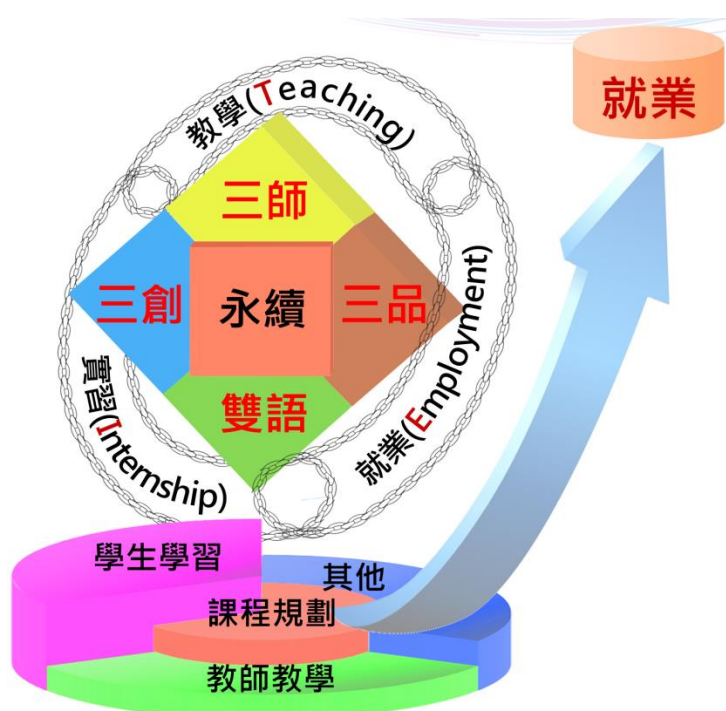 就業
教學(Teaching)
三師
三創
永續
三品
雙語
實習(Internship)
就業(Employment)
學生學習
其他
課程規劃
教師教學